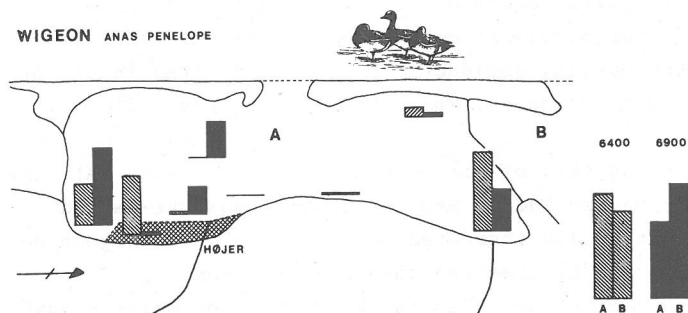 WIGEON ANAS PENELOPE
A
B
6400 6900
HØJER
A B A B